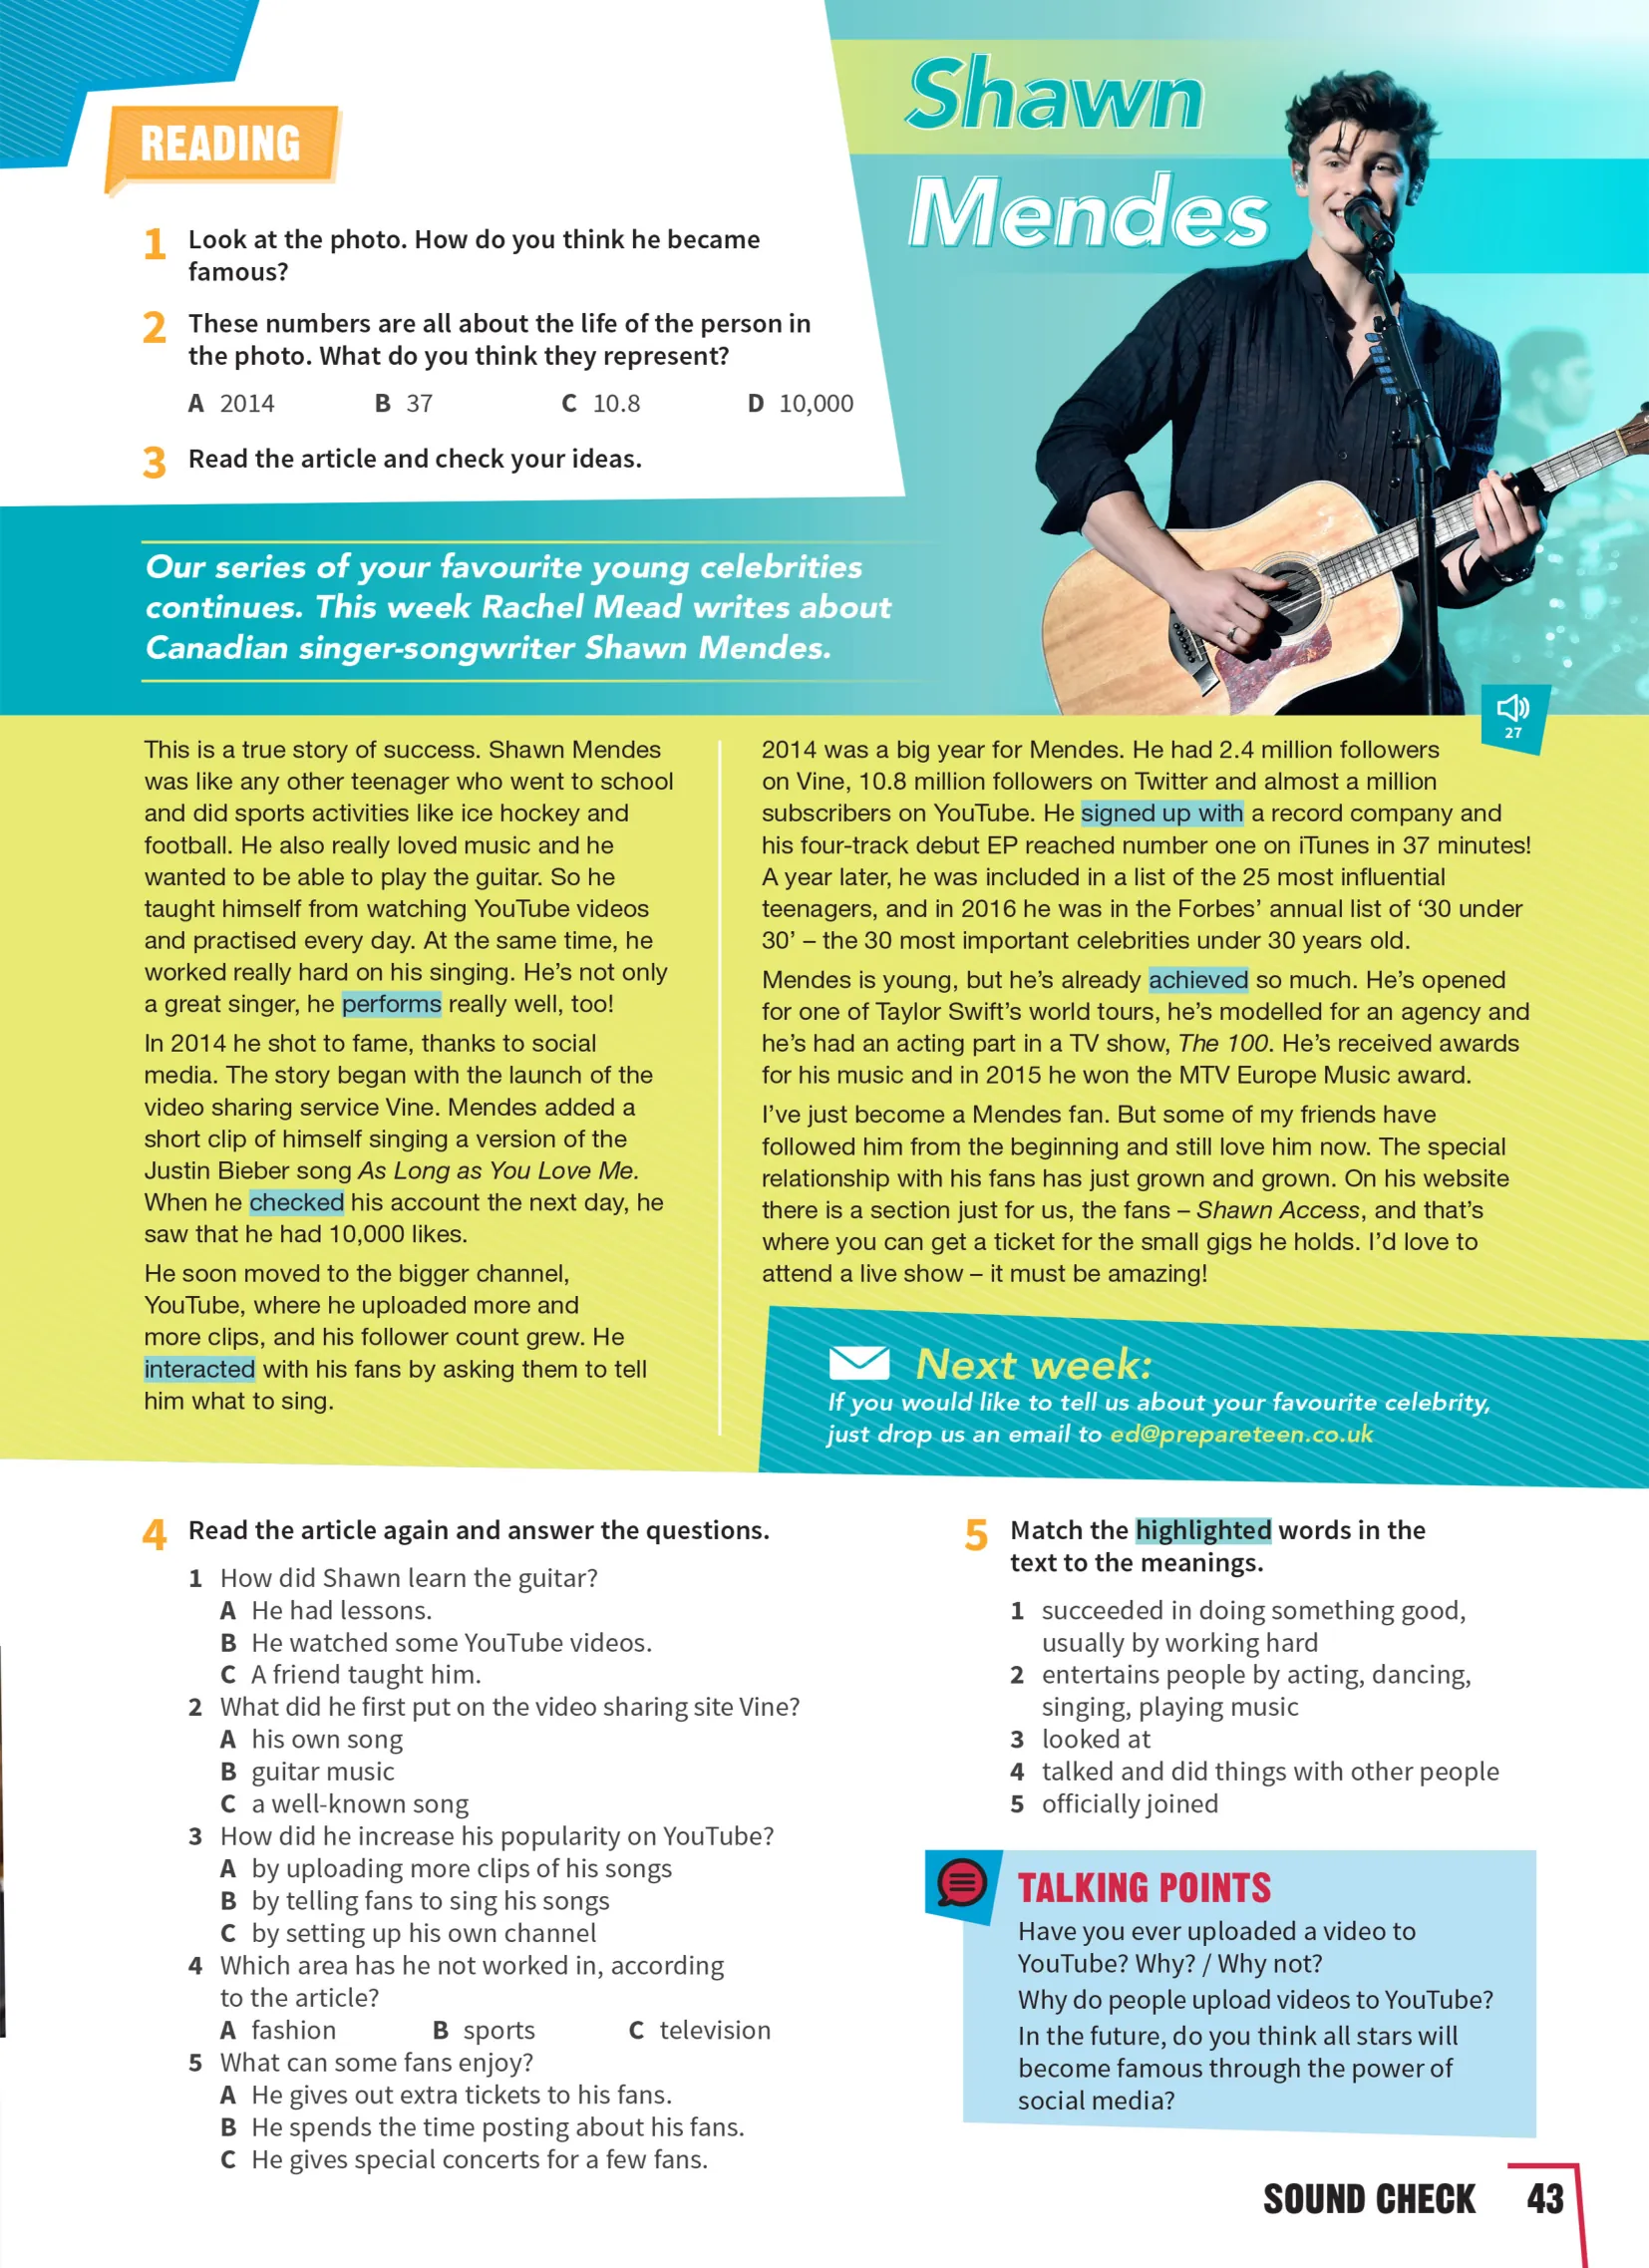 READING
1 Look at the photo. How do you think he became
famous?
2 These numbers are all about the life of the person in
the photo. What do you think they represent?
A 2014 B 37 C 10.8 D 10,000
3 Read the article and check your ideas.
Shawn
Mendes
Our series of your favourite young celebrities
continues. This week Rachel Mead writes about
Canadian singer-songwriter Shawn Mendes.
27
This is a true story of success. Shawn Mendes
was like any other teenager who went to school
and did sports activities like ice hockey and
football. He also really loved music and he
wanted to be able to play the guitar. So he
taught himself from watching YouTube videos
and practised every day. At the same time, he
worked really hard on his singing. He's not only
a great singer, he performs really well, too!
In 2014 he shot to fame, thanks to social
media. The story began with the launch of the
video sharing service Vine. Mendes added a
short clip of himself singing a version of the
Justin Bieber song As Long as You Love Me.
When he checked his account the next day, he
saw that he had 10,000 likes.
He soon moved to the bigger channel,
YouTube, where he uploaded more and
more clips, and his follower count grew. He
interacted with his fans by asking them to tell
him what to sing.
2014 was a big year for Mendes. He had 2.4 million followers
on Vine, 10.8 million followers on Twitter and almost a million
subscribers on YouTube. He signed up with a record company and
his four-track debut EP reached number one on iTunes in 37 minutes!
A year later, he was included in a list of the 25 most influential
teenagers, and in 2016 he was in the Forbes' annual list of '30 under
30' – the 30 most important celebrities under 30 years old.
Mendes is young, but he's already achieved so much. He's opened
for one of Taylor Swift's world tours, he's modelled for an agency and
he's had an acting part in a TV show, The 100. He's received awards
for his music and in 2015 he won the MTV Europe Music award.
I've just become a Mendes fan. But some of my friends have
followed him from the beginning and still love him now. The special
relationship with his fans has just grown and grown. On his website
there is a section just for us, the fans – Shawn Access, and that's
where you can get a ticket for the small gigs he holds. I'd love to
attend a live show – it must be amazing!
Next week:
If you would like to tell us about your favourite celebrity,
just drop us an email to ed@prepareteen.co.uk
4 Read the article again and answer the questions.
1 How did Shawn learn the guitar?
A He had lessons.
B He watched some YouTube videos.
C A friend taught him.
2 What did he first put on the video sharing site Vine?
A his own song
B guitar music
C a well-known song
3 How did he increase his popularity on YouTube?
A by uploading more clips of his songs
B by telling fans to sing his songs
C by setting up his own channel
4 Which area has he not worked in, according
to the article?
A fashion B sports C television
5 What can some fans enjoy?
A He gives out extra tickets to his fans.
B He spends the time posting about his fans.
C He gives special concerts for a few fans.
5 Match the highlighted words in the
text to the meanings.
1 succeeded in doing something good,
usually by working hard
2 entertains people by acting, dancing,
singing, playing music
3 looked at
4 talked and did things with other people
5 officially joined
TALKING POINTS
Have you ever uploaded a video to
YouTube? Why? / Why not?
Why do people upload videos to YouTube?
In the future, do you think all stars will
become famous through the power of
social media?
SOUND CHECK 43